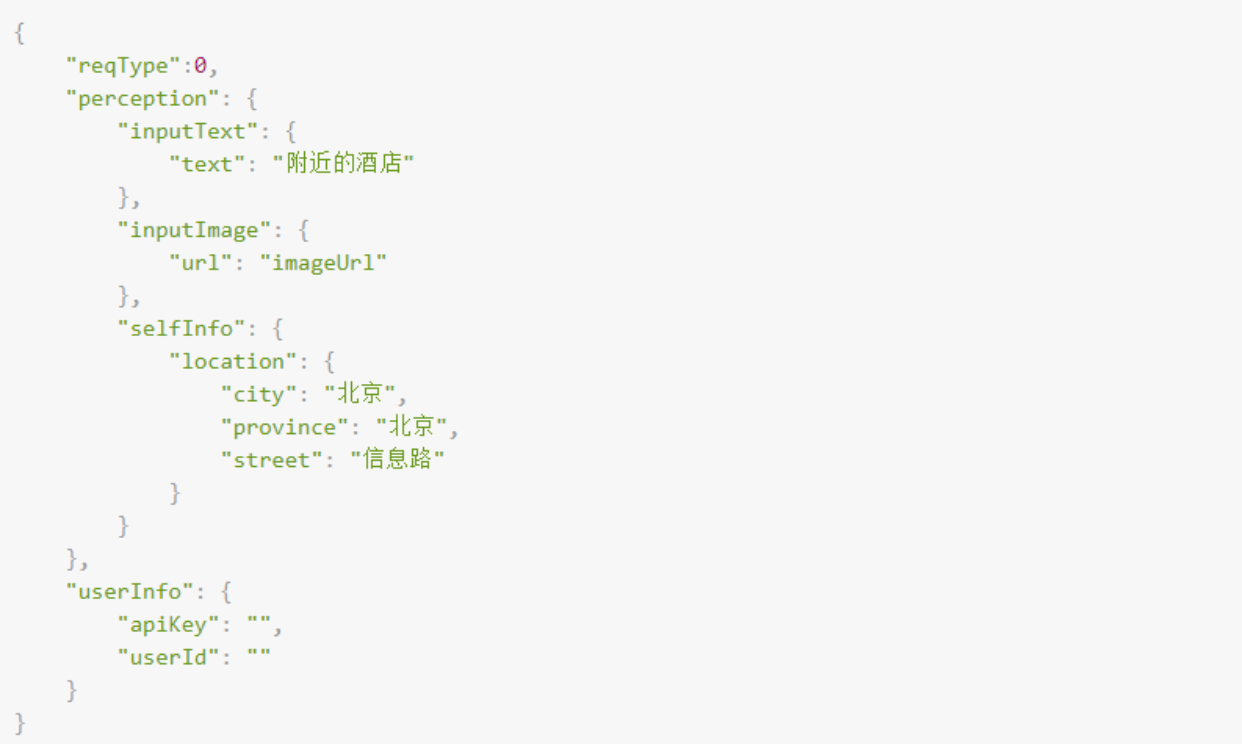 {
    "reqType":0,
    "perception": {
        "inputText": {
            "text": "附近的酒店"
        },
        "inputImage": {
            "url": "imageUrl"
        },
        "selfInfo": {
            "location": {
                "city": "北京",
                "province": "北京",
                "street": "信息路"
            }
        }
    },
    "userInfo": {
        "apiKey": "",
        "userId": ""
    }
}